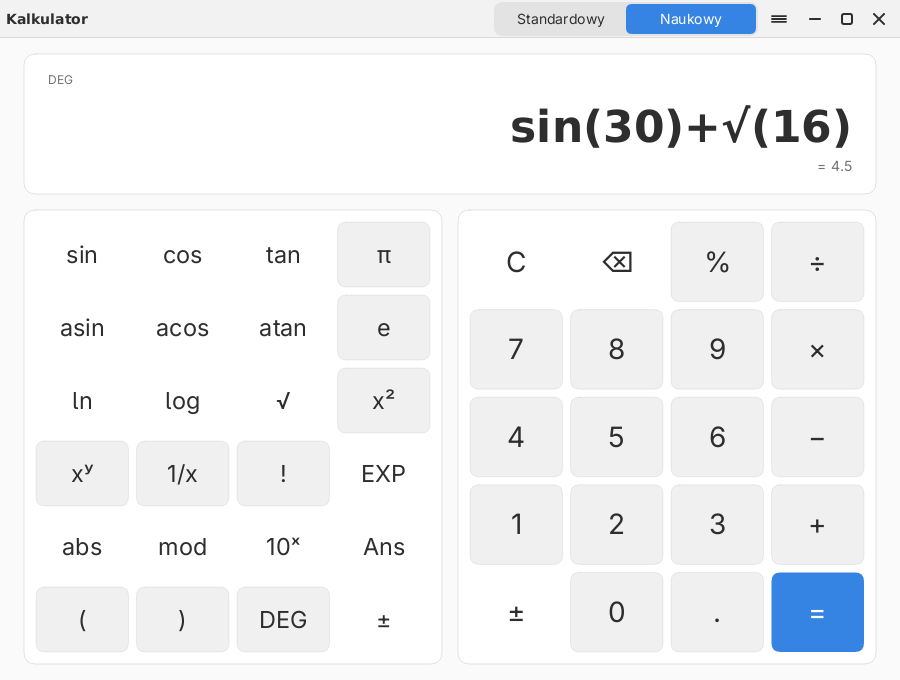 Kalkulator Standardowy Naukowy
DEG
sin(30)+√(16)
= 4.5
sin cos tan π
asin acos atan e
ln log √ x²
xʸ 1/x ! EXP
abs mod 10ˣ Ans
( ) DEG ±
C % ÷
7 8 9 ×
4 5 6 −
1 2 3 +
± 0 . =